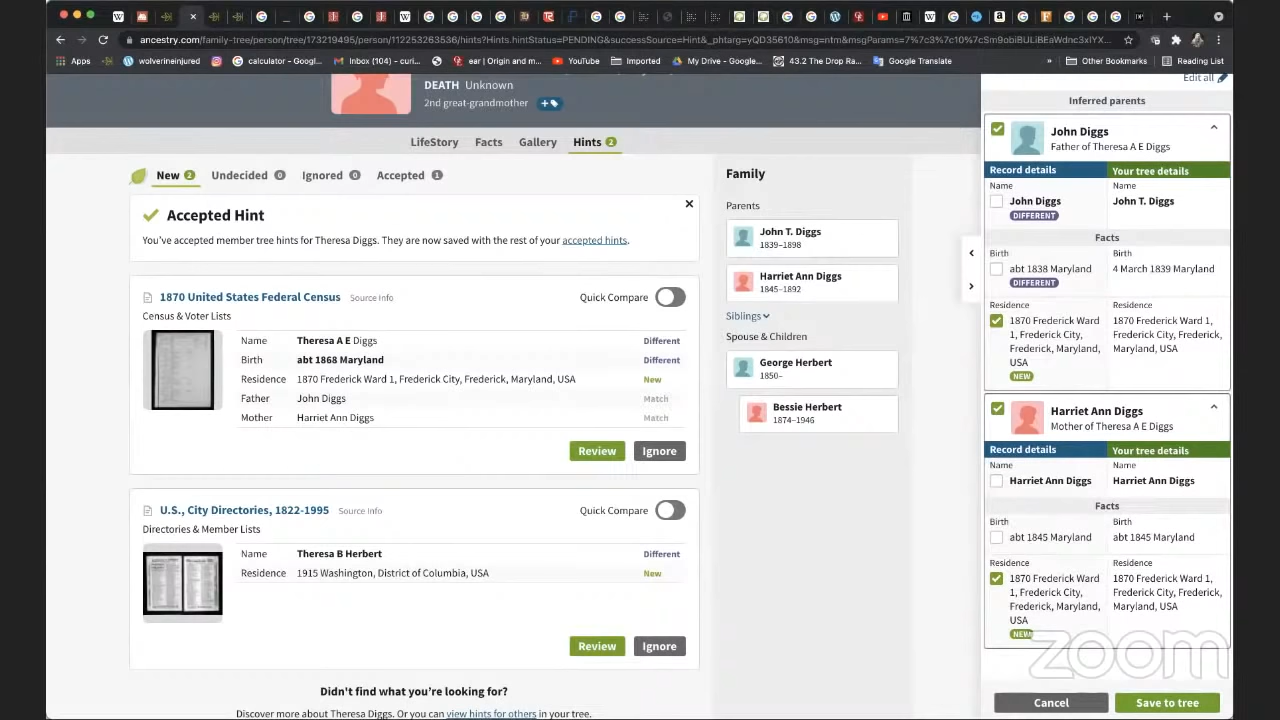 ancestry.com/family-tree/person/tree/173219495/person/112253263536/hints?Hints.hintStatus=PENDING&successSource=Hint&_phtarg=yQD35610&msg=ntm&msgParams=7%7c3%7c10%7cSm9obiBULiBEaWdnc3xIYX...
Apps
wolverineinjured
calculator - Googl...
Inbox (104) - curi...
ear | Origin and m...
YouTube
Imported
My Drive - Google...
43.2 The Drop Ra...
Google Translate
»
Other Bookmarks
Reading List
DEATH Unknown
2nd great-grandmother
LifeStory
Facts
Gallery
Hints 2
New 2
Undecided 0
Ignored 0
Accepted 1
Accepted Hint
You've accepted member tree hints for Theresa Diggs. They are now saved with the rest of your accepted hints.
1870 United States Federal Census Source Info
Quick Compare
Census & Voter Lists
Name Theresa A E Diggs Different
Birth abt 1868 Maryland Different
Residence 1870 Frederick Ward 1, Frederick City, Frederick, Maryland, USA New
Father John Diggs Match
Mother Harriet Ann Diggs Match
Review
Ignore
U.S., City Directories, 1822-1995 Source Info
Quick Compare
Directories & Member Lists
Name Theresa B Herbert Different
Residence 1915 Washington, District of Columbia, USA New
Review
Ignore
Didn't find what you're looking for?
Discover more about Theresa Diggs. Or you can view hints for others in your tree.
Family
Parents
John T. Diggs
1839–1898
Harriet Ann Diggs
1845–1892
Siblings
Spouse & Children
George Herbert
1850–
Bessie Herbert
1874–1946
Edit all
Inferred parents
John Diggs
Father of Theresa A E Diggs
Record details
Your tree details
Name
Name
John Diggs
John T. Diggs
DIFFERENT
Facts
Birth
Birth
abt 1838 Maryland
4 March 1839 Maryland
DIFFERENT
Residence
Residence
1870 Frederick Ward
1870 Frederick Ward 1,
1, Frederick City,
Frederick City, Frederick,
Frederick, Maryland,
Maryland, USA
USA
NEW
Harriet Ann Diggs
Mother of Theresa A E Diggs
Record details
Your tree details
Name
Name
Harriet Ann Diggs
Harriet Ann Diggs
Facts
Birth
Birth
abt 1845 Maryland
abt 1845 Maryland
Residence
Residence
1870 Frederick Ward
1870 Frederick Ward 1,
1, Frederick City,
Frederick City, Frederick,
Frederick, Maryland,
Maryland, USA
USA
NEW
zoom
Cancel
Save to tree